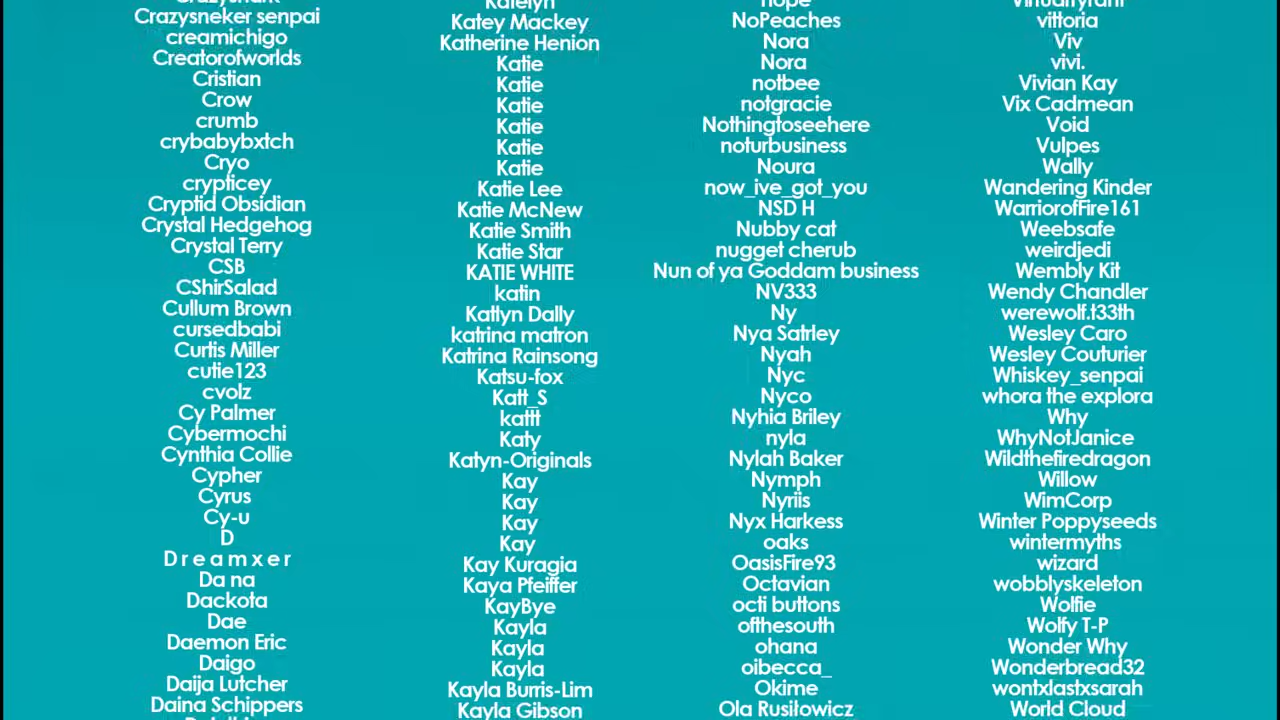 Crazysneker senpai
creamichigo
Creatorofworlds
Cristian
Crow
crumb
crybabybxtch
Cryo
crypticey
Cryptid Obsidian
Crystal Hedgehog
Crystal Terry
CSB
CShirSalad
Cullum Brown
cursedbabi
Curtis Miller
cutie123
cvolz
Cy Palmer
Cybermochi
Cynthia Collie
Cypher
Cyrus
Cy-u
D
D r e a m x e r
Da na
Dackota
Dae
Daemon Eric
Daigo
Daija Lutcher
Daina Schippers
Katelyn
Katey Mackey
Katherine Henion
Katie
Katie
Katie
Katie
Katie
Katie
Katie Lee
Katie McNew
Katie Smith
Katie Star
KATIE WHITE
katin
Katlyn Dally
katrina matron
Katrina Rainsong
Katsu-fox
Katt_S
kattt
Katy
Katyn-Originals
Kay
Kay
Kay
Kay
Kay Kuragia
Kaya Pfeiffer
KayBye
Kayla
Kayla
Kayla
Kayla Burris-Lim
Kayla Gibson
nope
NoPeaches
Nora
Nora
notbee
notgracie
Nothingtoseehere
noturbusiness
Noura
now_ive_got_you
NSD H
Nubby cat
nugget cherub
Nun of ya Goddam business
NV333
Ny
Nya Satrley
Nyah
Nyc
Nyco
Nyhia Briley
nyla
Nylah Baker
Nymph
Nyriis
Nyx Harkess
oaks
OasisFire93
Octavian
octi buttons
ofthesouth
ohana
oibecca_
Okime
Ola Rusiłowicz
vittoria
Viv
vivi.
Vivian Kay
Vix Cadmean
Void
Vulpes
Wally
Wandering Kinder
WarriorofFire161
Weebsafe
weirdjedi
Wembly Kit
Wendy Chandler
werewolf.t33th
Wesley Caro
Wesley Couturier
Whiskey_senpai
whora the explora
Why
WhyNotJanice
Wildthefiredragon
Willow
WimCorp
Winter Poppyseeds
wintermyths
wizard
wobblyskeleton
Wolfie
Wolfy T-P
Wonder Why
Wonderbread32
wontxlastxsarah
World Cloud